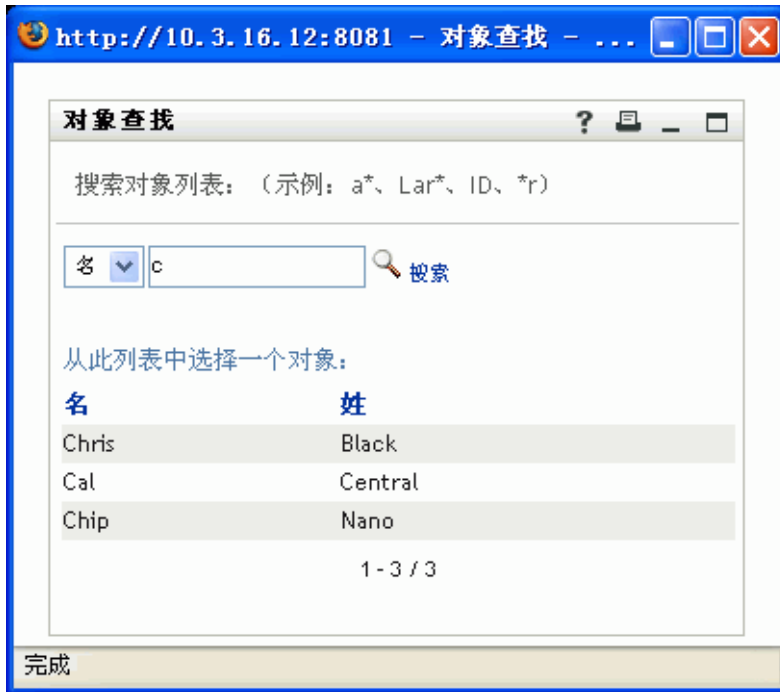 http://10.3.16.12:8081 - 对象查找 - ...
对象查找
搜索对象列表：（示例：a*、Lar*、ID、*r）
名 c 搜索
从此列表中选择一个对象：
名 姓
Chris Black
Cal Central
Chip Nano
1 - 3 / 3
完成